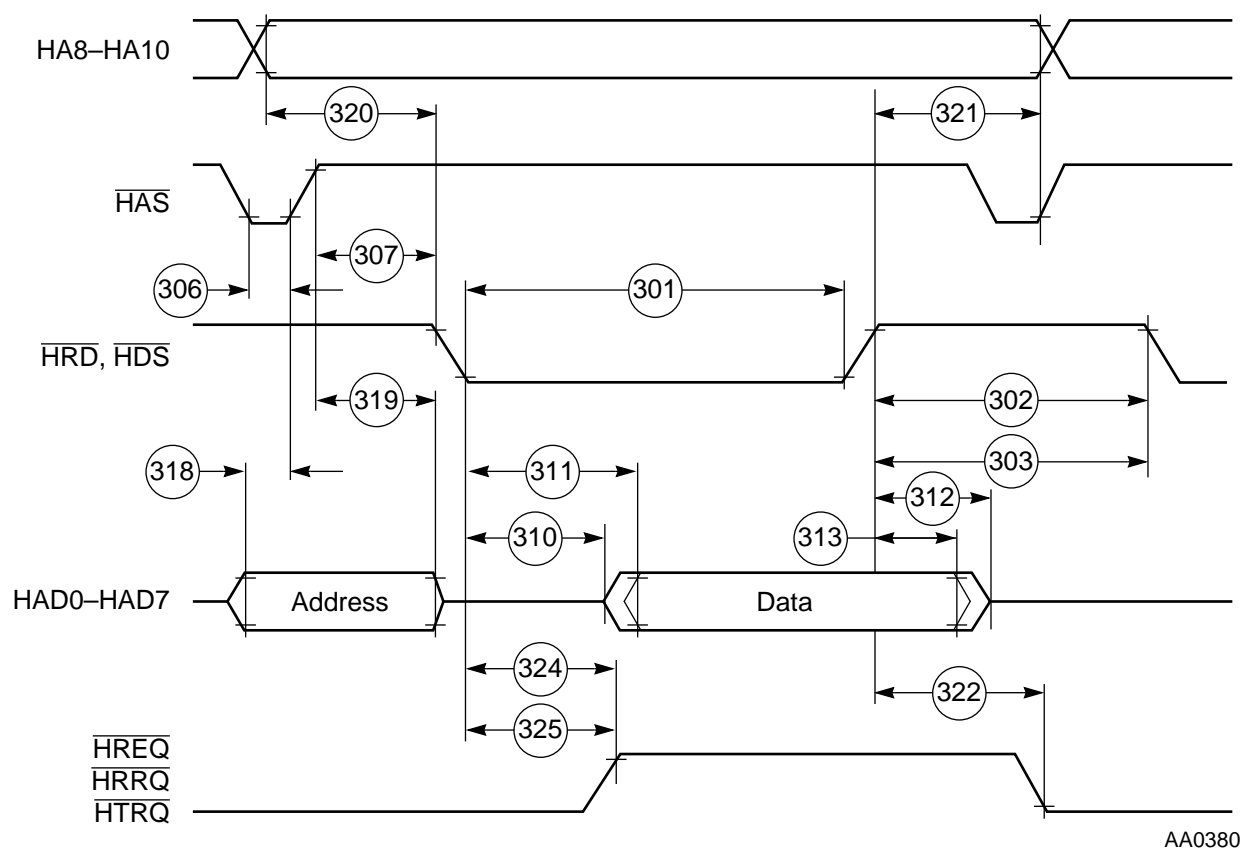 HA8–HA10
320
321
HAS
307
306
301
HRD, HDS
319
302
318
311
303
312
310
313
HAD0–HAD7
Address
Data
324
322
325
HREQ
HRRQ
HTRQ
AA0380